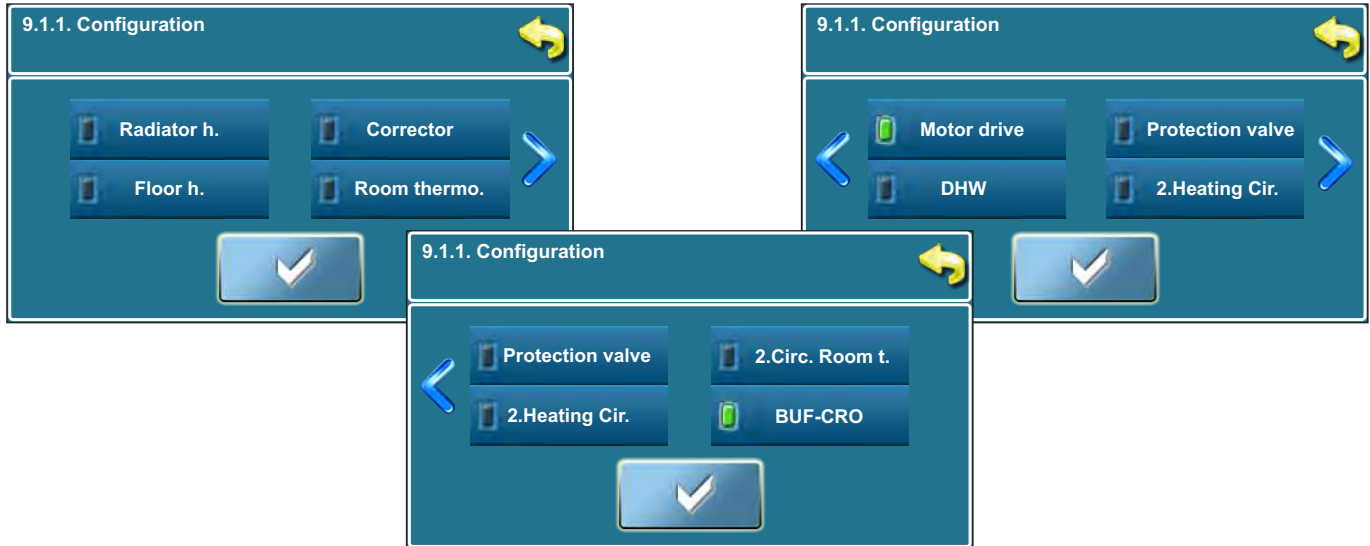 9.1.1. Configuration
Radiator h.
Corrector
Floor h.
Room thermo.
9.1.1. Configuration
Motor drive
Protection valve
DHW
2.Heating Cir.
9.1.1. Configuration
Protection valve
2.Circ. Room t.
2.Heating Cir.
BUF-CRO